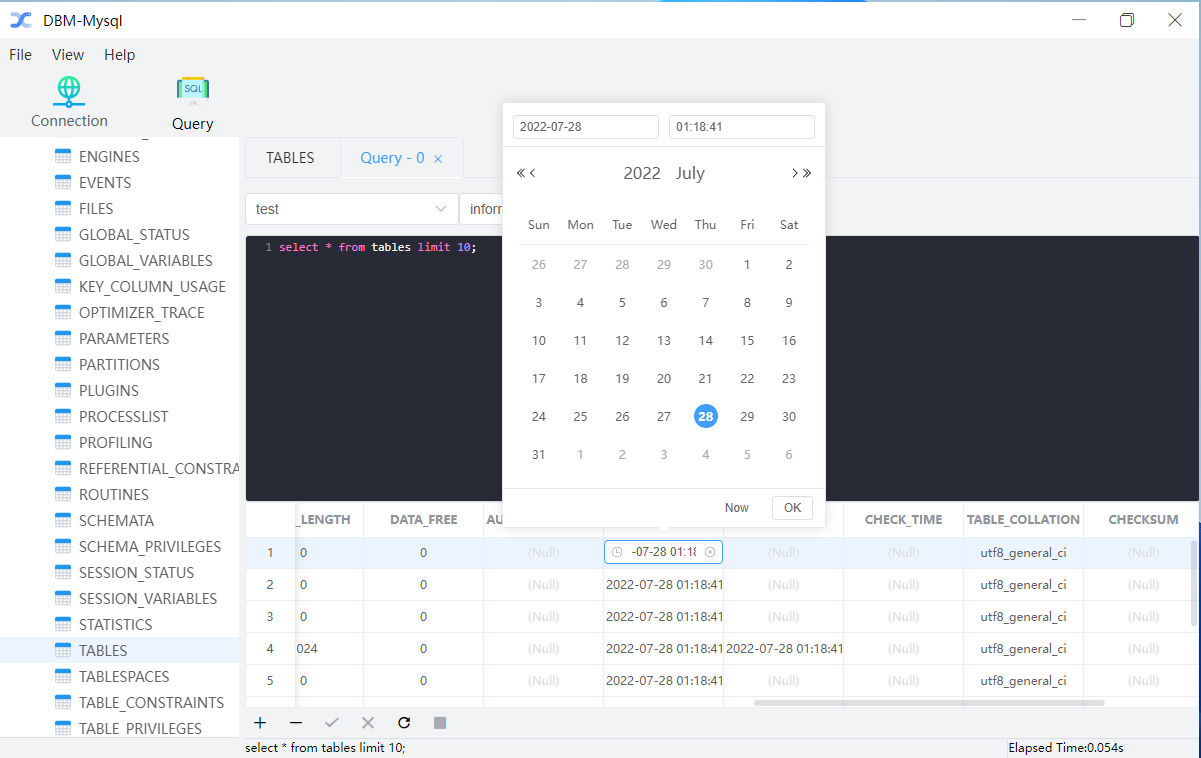 DBM-Mysql
File View Help
Connection
SQL
Query
ENGINES
EVENTS
FILES
GLOBAL_STATUS
GLOBAL_VARIABLES
KEY_COLUMN_USAGE
OPTIMIZER_TRACE
PARAMETERS
PARTITIONS
PLUGINS
PROCESSLIST
PROFILING
REFERENTIAL_CONSTRA
ROUTINES
SCHEMATA
SCHEMA_PRIVILEGES
SESSION_STATUS
SESSION_VARIABLES
STATISTICS
TABLES
TABLESPACES
TABLE_CONSTRAINTS
TABLE_PRIVILEGES
TABLES Query - 0 ×
test inforr
1 select * from tables limit 10;
2022-07-28 01:18:41
« < 2022 July > »
Sun Mon Tue Wed Thu Fri Sat
26 27 28 29 30 1 2
3 4 5 6 7 8 9
10 11 12 13 14 15 16
17 18 19 20 21 22 23
24 25 26 27 28 29 30
31 1 2 3 4 5 6
Now OK
_LENGTH DATA_FREE AU CHECK_TIME TABLE_COLLATION CHECKSUM
1 0 0 (Null) -07-28 01:18 (Null) (Null) utf8_general_ci (Null)
2 0 0 (Null) 2022-07-28 01:18:41 (Null) (Null) utf8_general_ci (Null)
3 0 0 (Null) 2022-07-28 01:18:41 (Null) (Null) utf8_general_ci (Null)
4 024 0 (Null) 2022-07-28 01:18:41 2022-07-28 01:18:41 (Null) utf8_general_ci (Null)
5 0 0 (Null) 2022-07-28 01:18:41 (Null) (Null) utf8_general_ci (Null)
select * from tables limit 10;
Elapsed Time:0.054s